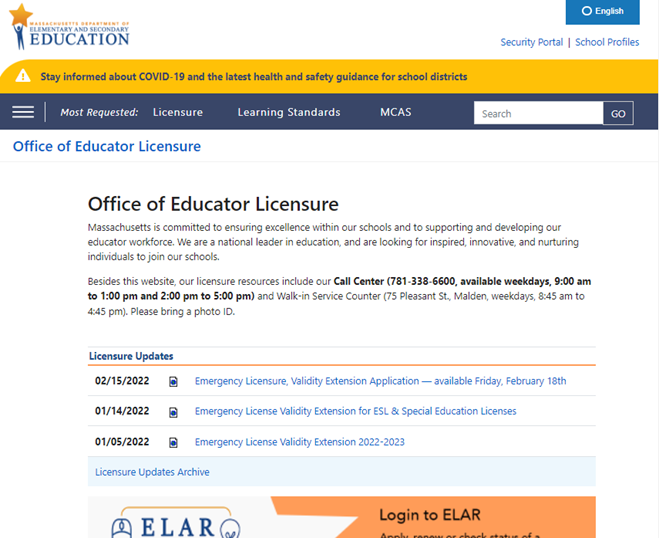 English
MASSACHUSETTS DEPARTMENT OF
ELEMENTARY AND SECONDARY
EDUCATION
Security Portal | School Profiles
Stay informed about COVID-19 and the latest health and safety guidance for school districts
Most Requested: Licensure Learning Standards MCAS Search GO
Office of Educator Licensure
Office of Educator Licensure
Massachusetts is committed to ensuring excellence within our schools and to supporting and developing our
educator workforce. We are a national leader in education, and are looking for inspired, innovative, and nurturing
individuals to join our schools.
Besides this website, our licensure resources include our Call Center (781-338-6600, available weekdays, 9:00 am
to 1:00 pm and 2:00 pm to 5:00 pm) and Walk-in Service Counter (75 Pleasant St., Malden, weekdays, 8:45 am to
4:45 pm). Please bring a photo ID.
Licensure Updates
02/15/2022 Emergency Licensure, Validity Extension Application — available Friday, February 18th
01/14/2022 Emergency License Validity Extension for ESL & Special Education Licenses
01/05/2022 Emergency License Validity Extension 2022-2023
Licensure Updates Archive
ELAR
Login to ELAR
Apply, renew or check status of a